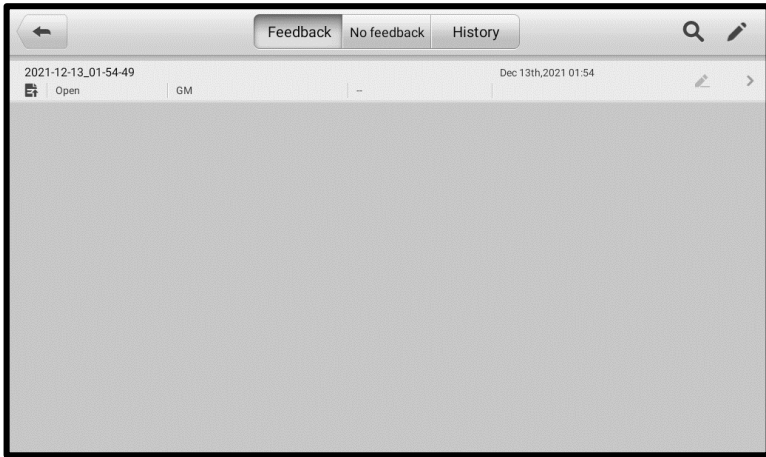 Feedback No feedback History
2021-12-13_01-54-49 Dec 13th,2021 01:54
Open GM --